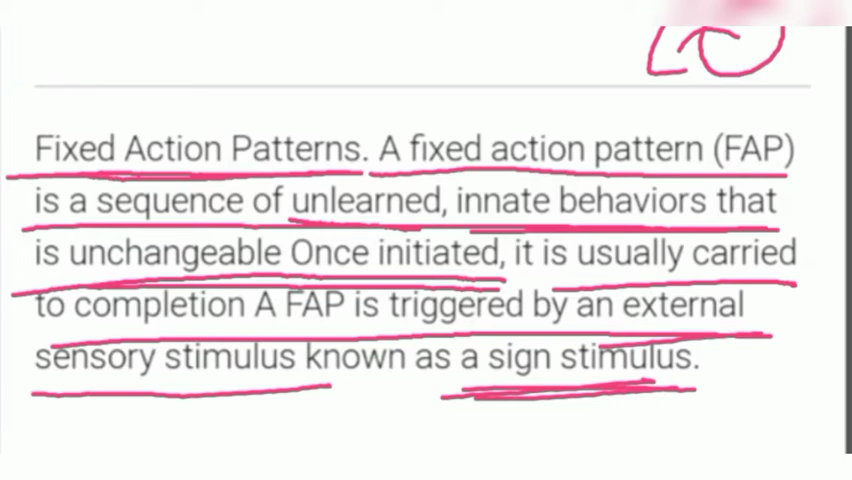 Fixed Action Patterns. A fixed action pattern (FAP)
is a sequence of unlearned, innate behaviors that
is unchangeable Once initiated, it is usually carried
to completion A FAP is triggered by an external
sensory stimulus known as a sign stimulus.